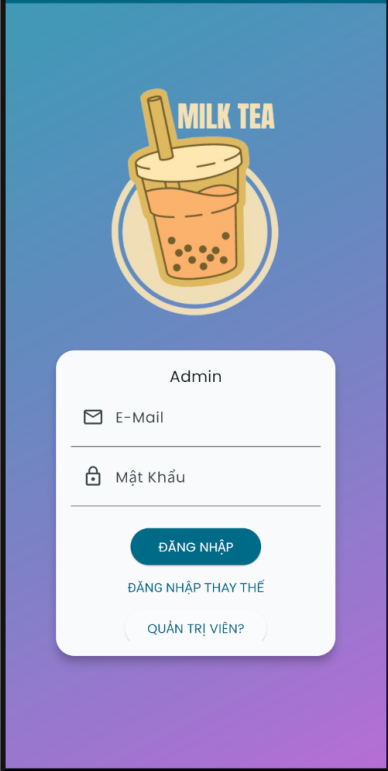 MILK TEA
Admin
E-Mail
Mật Khẩu
ĐĂNG NHẬP
ĐĂNG NHẬP THAY THẾ
QUẢN TRỊ VIÊN?